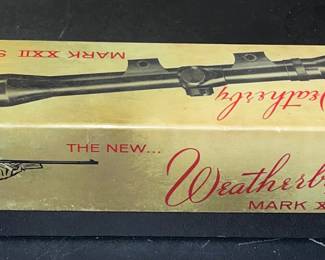 MARK XXII S
Weatherby
THE NEW...
Weatherb
MARK X